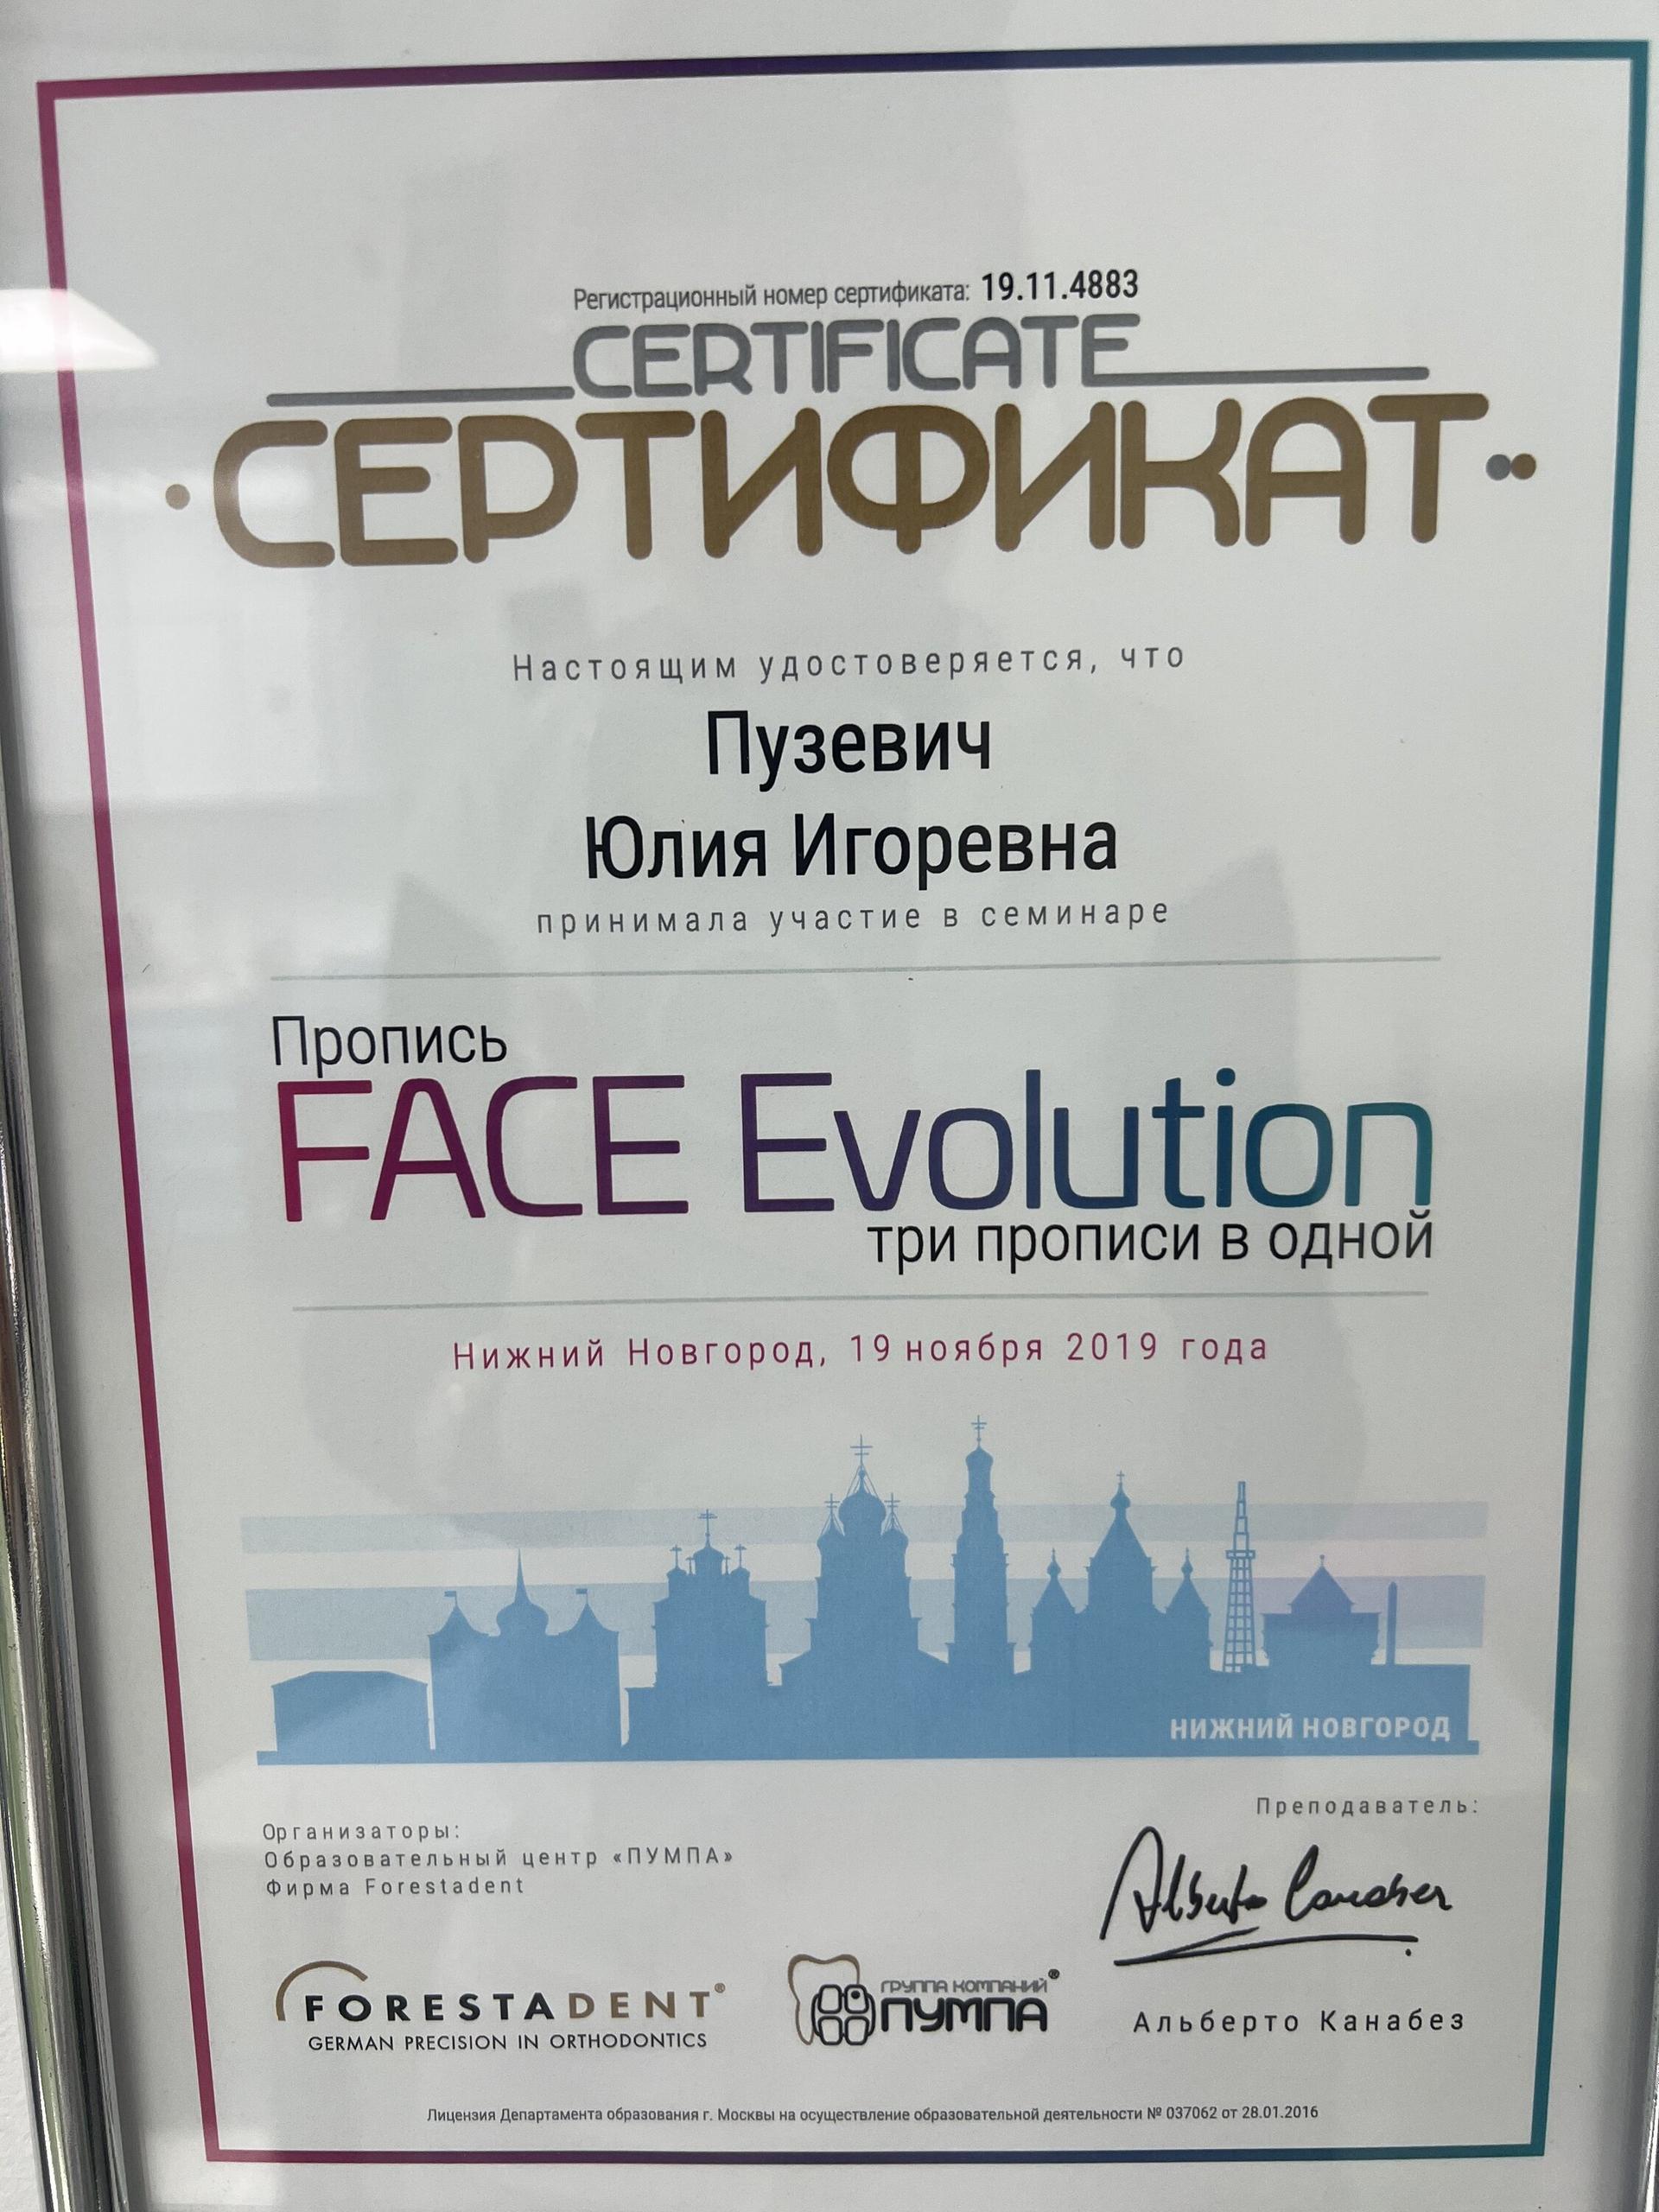 Регистрационный номер сертификата: 19.11.4883
CERTIFICATE
СЕРТИФИКАТ
Настоящим удостоверяется, что
Пузевич
Юлия Игоревна
принимала участие в семинаре
Пропись
FACE Evolution
три прописи в одной
Нижний Новгород, 19 ноября 2019 года
НИЖНИЙ НОВГОРОД
Преподаватель:
Организаторы:
Образовательный центр «ПУМПА»
Фирма Forestadent
FORESTADENT®
GERMAN PRECISION IN ORTHODONTICS
ГРУППА КОМПАНИЙ®
ПУМПА
Альберто Канабез
Лицензия Департамента образования г. Москвы на осуществление образовательной деятельности № 037062 от 28.01.2016